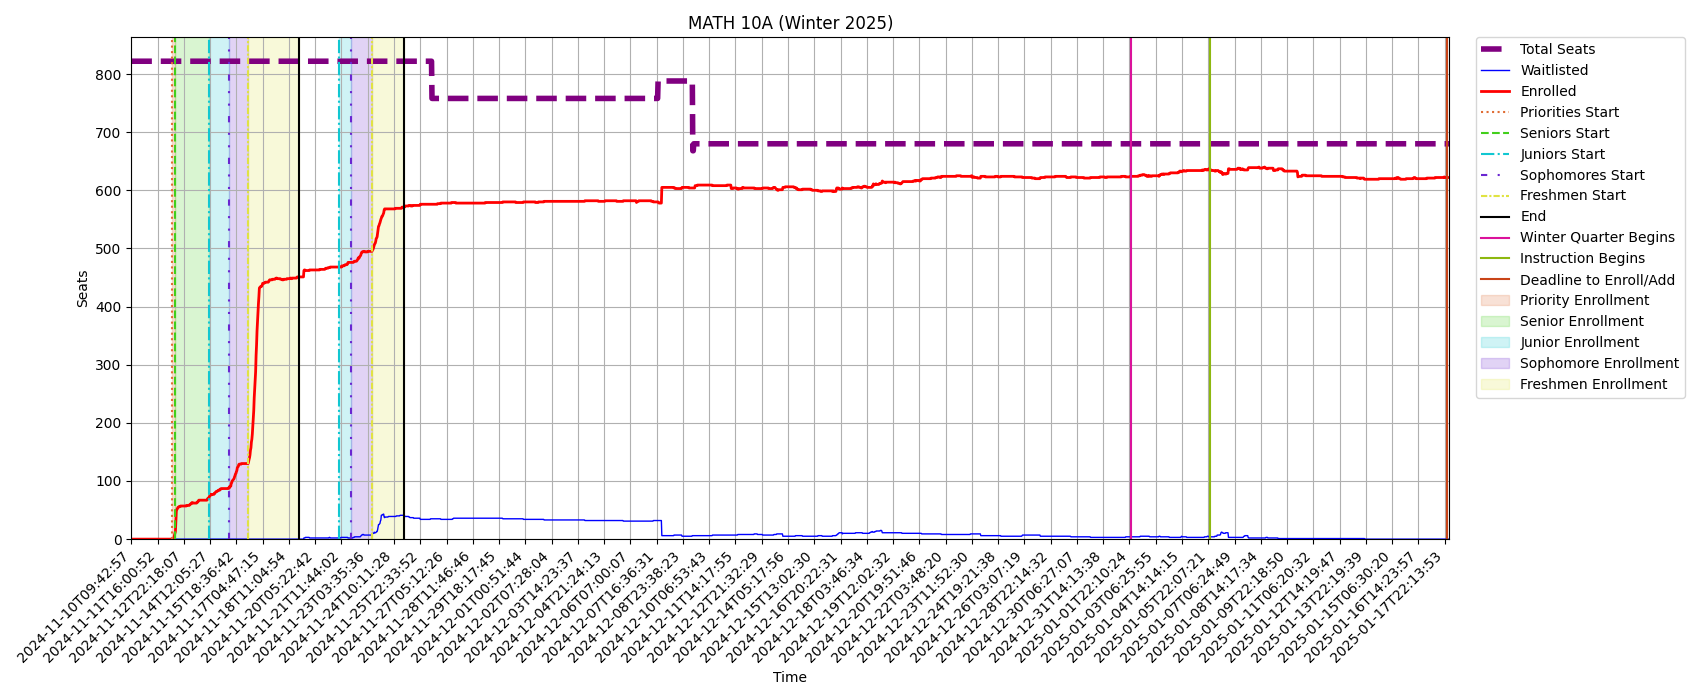 MATH 10A (Winter 2025)
Seats
800
700
600
500
400
300
200
100
0
2024-11-10T09:42:57
2024-11-11T16:00:52
2024-11-12T22:18:07
2024-11-14T12:05:27
2024-11-15T18:36:42
2024-11-17T04:47:15
2024-11-18T11:04:54
2024-11-20T05:22:42
2024-11-21T11:44:02
2024-11-23T03:35:36
2024-11-24T10:11:28
2024-11-25T22:33:52
2024-11-27T05:12:26
2024-11-28T11:46:46
2024-11-29T18:17:45
2024-12-01T00:51:44
2024-12-02T07:28:04
2024-12-03T14:23:37
2024-12-04T21:24:13
2024-12-06T07:00:07
2024-12-07T16:36:31
2024-12-08T23:38:23
2024-12-10T06:53:43
2024-12-11T14:17:55
2024-12-12T21:32:29
2024-12-14T05:17:56
2024-12-15T13:02:30
2024-12-16T20:22:31
2024-12-18T03:46:34
2024-12-19T12:02:32
2024-12-20T19:51:46
2024-12-22T03:48:20
2024-12-23T11:52:30
2024-12-24T19:21:38
2024-12-26T03:07:19
2024-12-28T22:14:32
2024-12-30T06:27:07
2024-12-31T14:13:38
2025-01-01T22:10:24
2025-01-03T06:25:55
2025-01-04T14:14:15
2025-01-05T22:07:21
2025-01-07T06:24:49
2025-01-08T14:17:34
2025-01-09T22:18:50
2025-01-11T06:20:32
2025-01-12T14:19:47
2025-01-13T22:19:39
2025-01-15T06:30:20
2025-01-16T14:23:57
2025-01-17T22:13:53
Time
Total Seats
Waitlisted
Enrolled
Priorities Start
Seniors Start
Juniors Start
Sophomores Start
Freshmen Start
End
Winter Quarter Begins
Instruction Begins
Deadline to Enroll/Add
Priority Enrollment
Senior Enrollment
Junior Enrollment
Sophomore Enrollment
Freshmen Enrollment